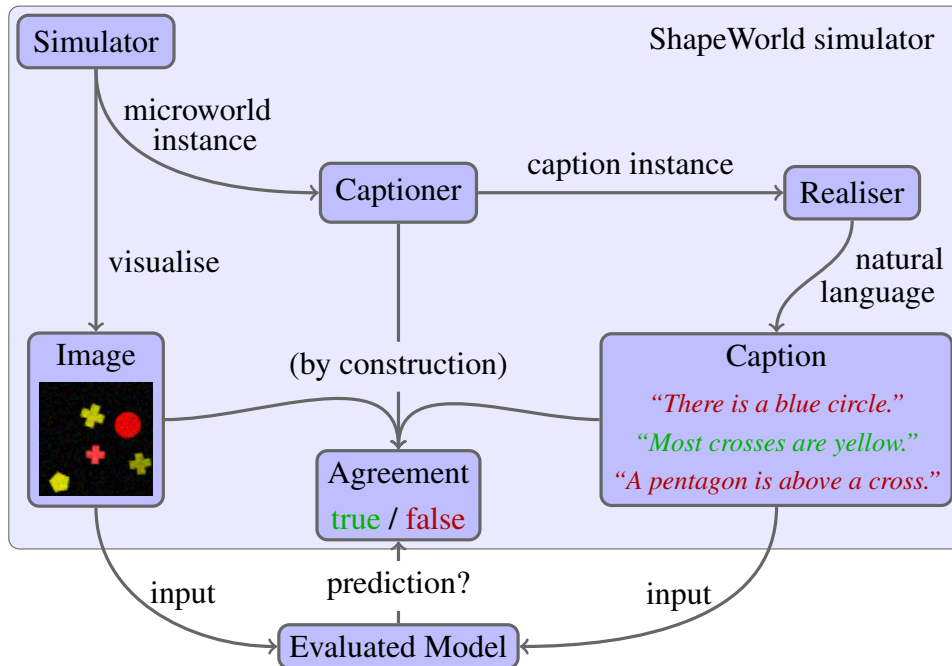 Simulator
ShapeWorld simulator
microworld
instance
Captioner
caption instance
Realiser
visualise
natural
language
Image
(by construction)
Caption
“There is a blue circle.”
“Most crosses are yellow.”
“A pentagon is above a cross.”
Agreement
true / false
input
prediction?
input
Evaluated Model